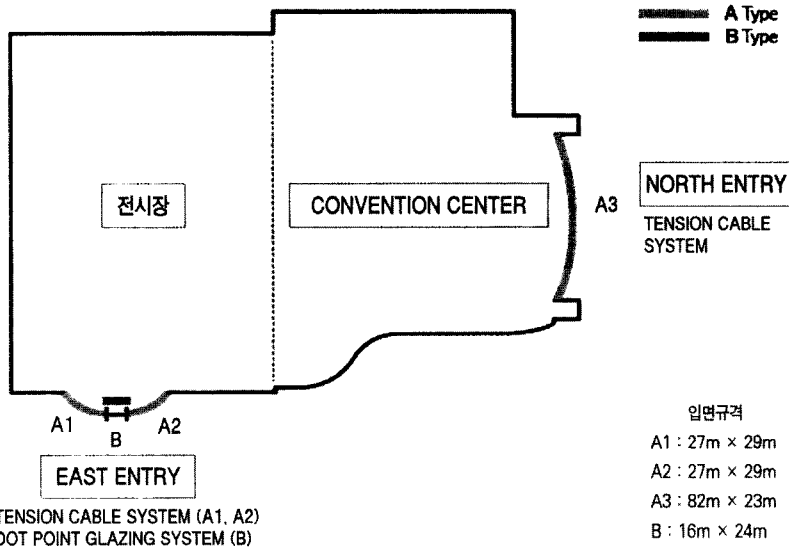 A Type
B Type
전시장
CONVENTION CENTER
A3
NORTH ENTRY
TENSION CABLE
SYSTEM
A1
B
A2
EAST ENTRY
TENSION CABLE SYSTEM (A1, A2)
DOT POINT GLAZING SYSTEM (B)
입면규격
A1 : 27m × 29m
A2 : 27m × 29m
A3 : 82m × 23m
B : 16m × 24m